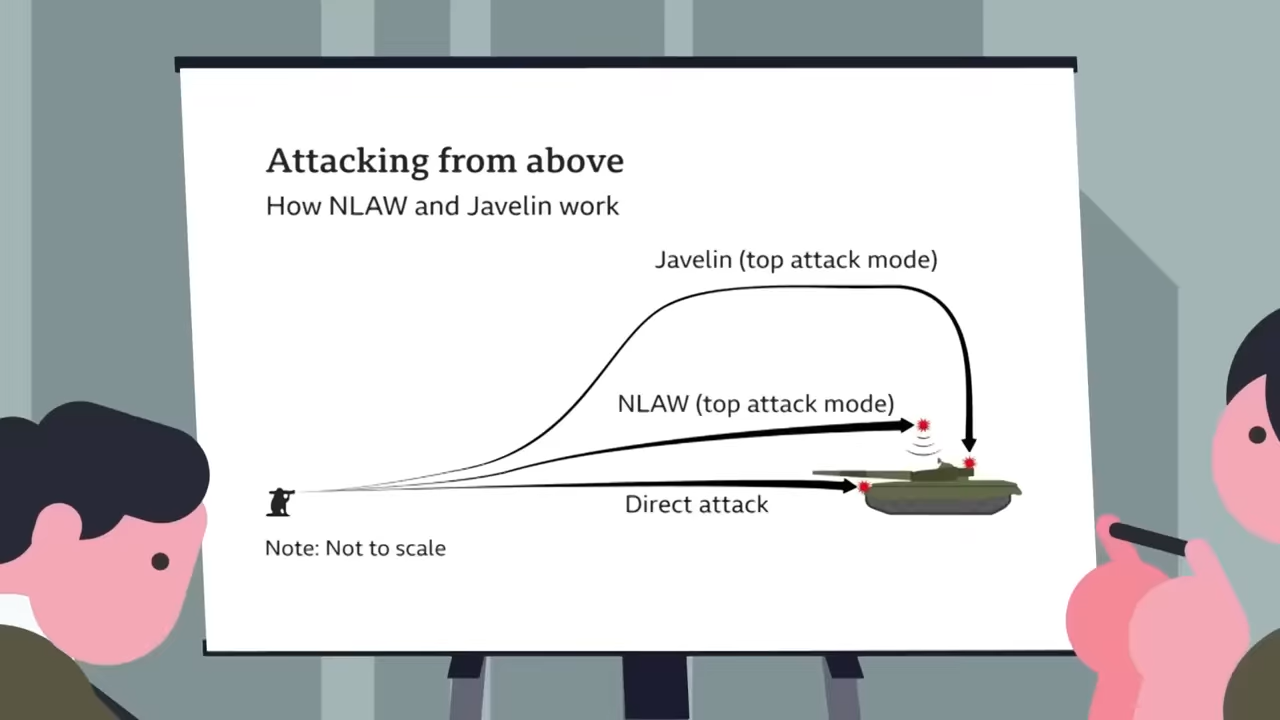 Attacking from above
How NLAW and Javelin work
Javelin (top attack mode)
NLAW (top attack mode)
Direct attack
Note: Not to scale